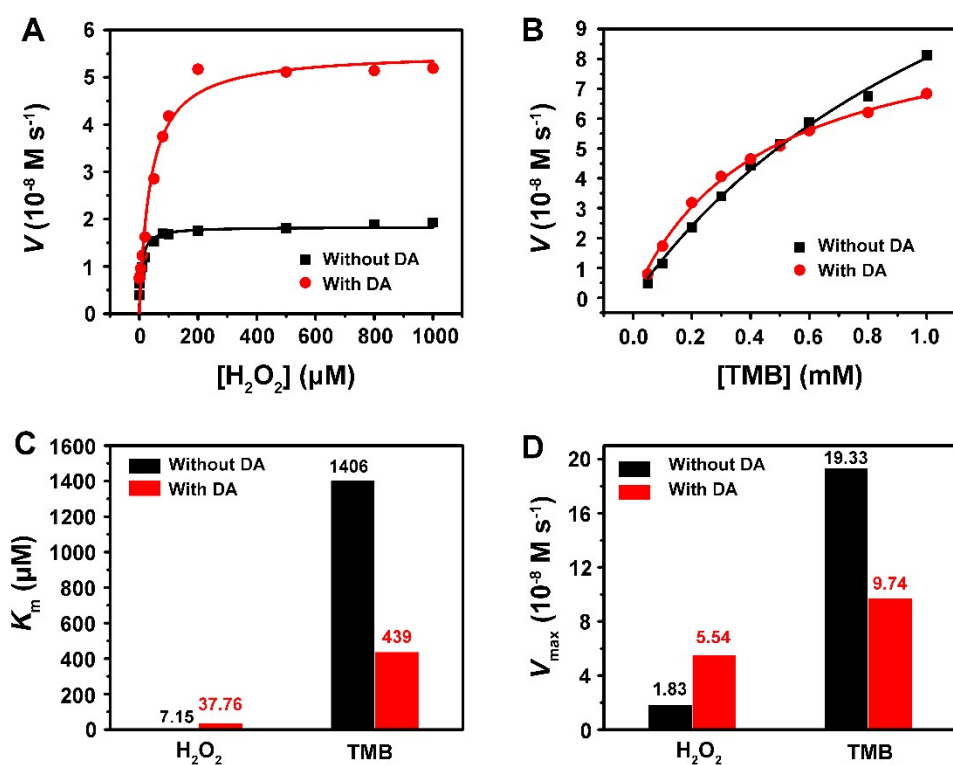 A
6
5
4
3
2
1
0
V (10⁻⁸ M s⁻¹)
Without DA
With DA
0 200 400 600 800 1000
[H₂O₂] (μM)
B
9
8
7
6
5
4
3
2
1
0
V (10⁻⁸ M s⁻¹)
Without DA
With DA
0.0 0.2 0.4 0.6 0.8 1.0
[TMB] (mM)
C
1600
1400
1200
1000
800
600
400
200
0
Kₘ (μM)
Without DA
With DA
1406
439
7.15
37.76
H₂O₂ TMB
D
20
16
12
8
4
0
Vₘₐₓ (10⁻⁸ M s⁻¹)
Without DA
With DA
19.33
9.74
5.54
1.83
H₂O₂ TMB